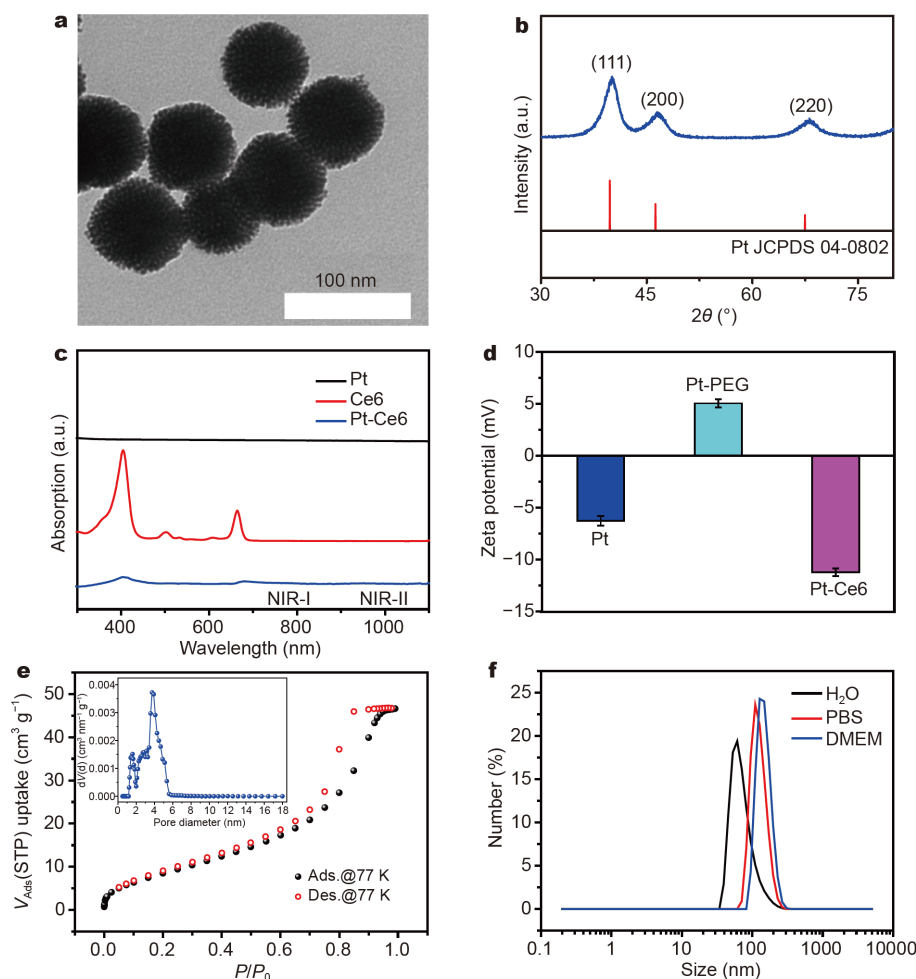 a
100 nm
b
(111)
(200)
(220)
Intensity (a.u.)
Pt JCPDS 04-0802
30 45 60 75
2θ (°)
c
Pt
Ce6
Pt-Ce6
Absorption (a.u.)
NIR-I NIR-II
400 600 800 1000
Wavelength (nm)
d
10
5
0
−5
−10
−15
Zeta potential (mV)
Pt-PEG
Pt
Pt-Ce6
e
50
40
30
20
10
0
V_Ads(STP) uptake (cm³ g⁻¹)
0.004
0.003
0.002
0.001
0.000
dV(d) (cm³ nm⁻¹ g⁻¹)
0 2 4 6 8 10 12 14 16 18
Pore diameter (nm)
Ads.@77 K
Des.@77 K
0.0 0.2 0.4 0.6 0.8 1.0
P/P₀
f
25
20
15
10
5
0
Number (%)
H₂O
PBS
DMEM
0.1 1 10 100 1000 10000
Size (nm)